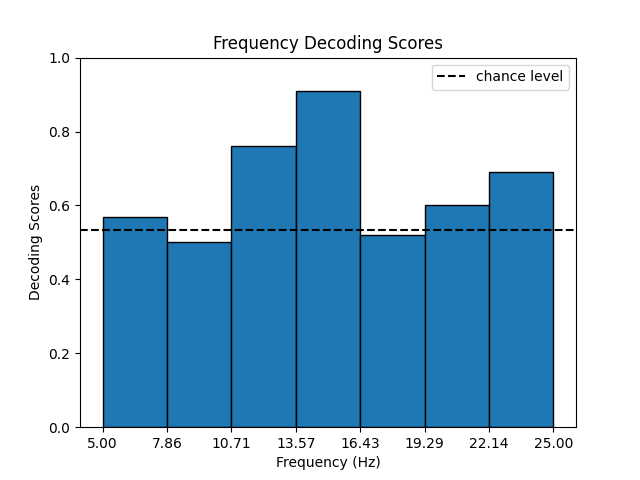 Frequency Decoding Scores
chance level
Decoding Scores
1.0
0.8
0.6
0.4
0.2
0.0
5.00 7.86 10.71 13.57 16.43 19.29 22.14 25.00
Frequency (Hz)